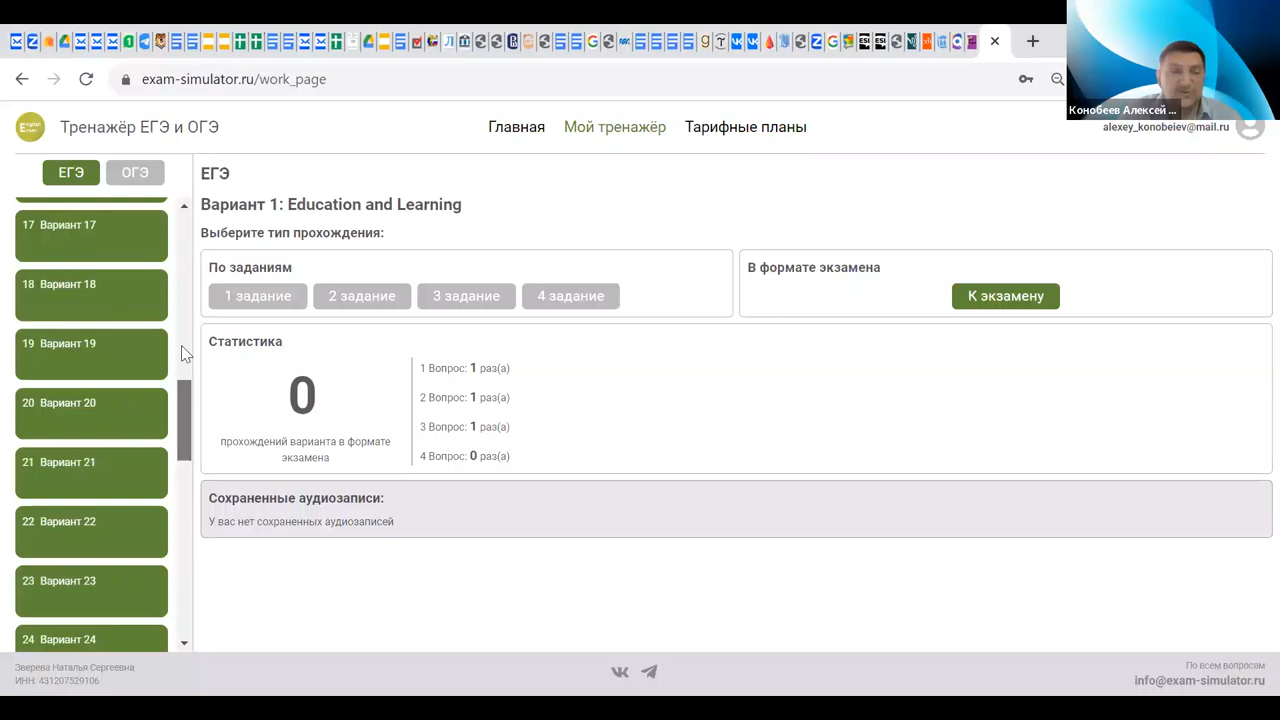 exam-simulator.ru/work_page
Конобеев Алексей ...
English Exam
Тренажёр ЕГЭ и ОГЭ
Главная
Мой тренажёр
Тарифные планы
alexey_konobeiev@mail.ru
ЕГЭ
ОГЭ
17 Вариант 17
18 Вариант 18
19 Вариант 19
20 Вариант 20
21 Вариант 21
22 Вариант 22
23 Вариант 23
24 Вариант 24
ЕГЭ
Вариант 1: Education and Learning
Выберите тип прохождения:
По заданиям
1 задание
2 задание
3 задание
4 задание
В формате экзамена
К экзамену
Статистика
0
прохождений варианта в формате
экзамена
1 Вопрос: 1 раз(а)
2 Вопрос: 1 раз(а)
3 Вопрос: 1 раз(а)
4 Вопрос: 0 раз(а)
Сохраненные аудиозаписи:
У вас нет сохраненных аудиозаписей
Зверева Наталья Сергеевна
ИНН: 431207529106
По всем вопросам
info@exam-simulator.ru